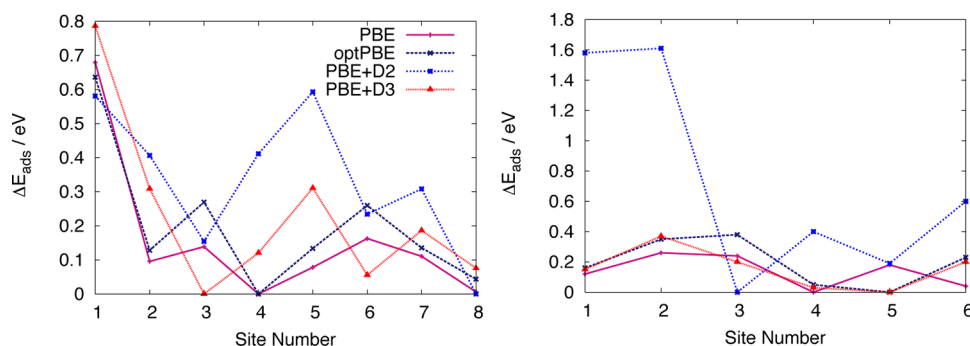 0.8
0.7
0.6
0.5
0.4
0.3
0.2
0.1
0
ΔE_ads / eV
1 2 3 4 5 6 7 8
Site Number
PBE
optPBE
PBE+D2
PBE+D3
1.8
1.6
1.4
1.2
1
0.8
0.6
0.4
0.2
0
ΔE_ads / eV
1 2 3 4 5 6
Site Number